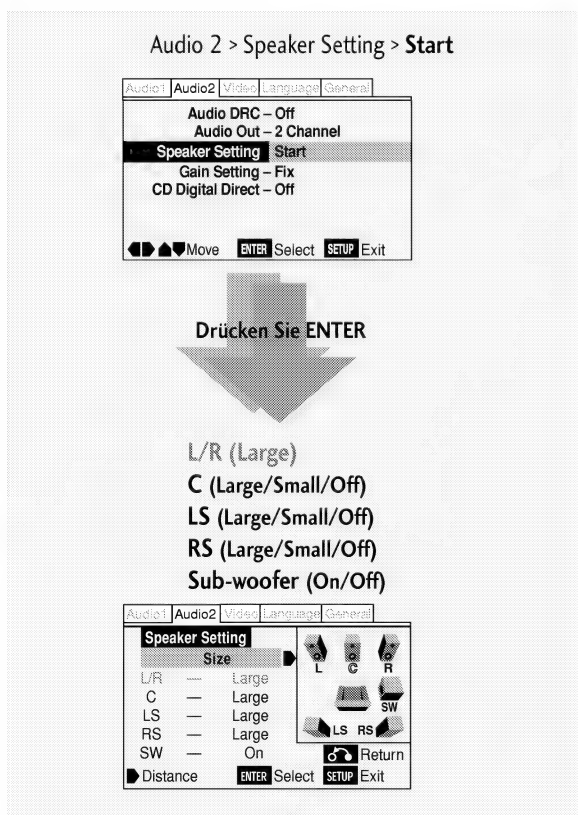 Audio 2 > Speaker Setting > Start
Audio1 Audio2 Video Language General
Audio DRC – Off
Audio Out – 2 Channel
Speaker Setting Start
Gain Setting – Fix
CD Digital Direct – Off
Move ENTER Select SETUP Exit
Drücken Sie ENTER
L/R (Large)
C (Large/Small/Off)
LS (Large/Small/Off)
RS (Large/Small/Off)
Sub-woofer (On/Off)
Audio1 Audio2 Video Language General
Speaker Setting
Size
L/R — Large
C — Large
LS — Large
RS — Large
SW — On
L C R
SW
LS RS
Return
Distance ENTER Select SETUP Exit